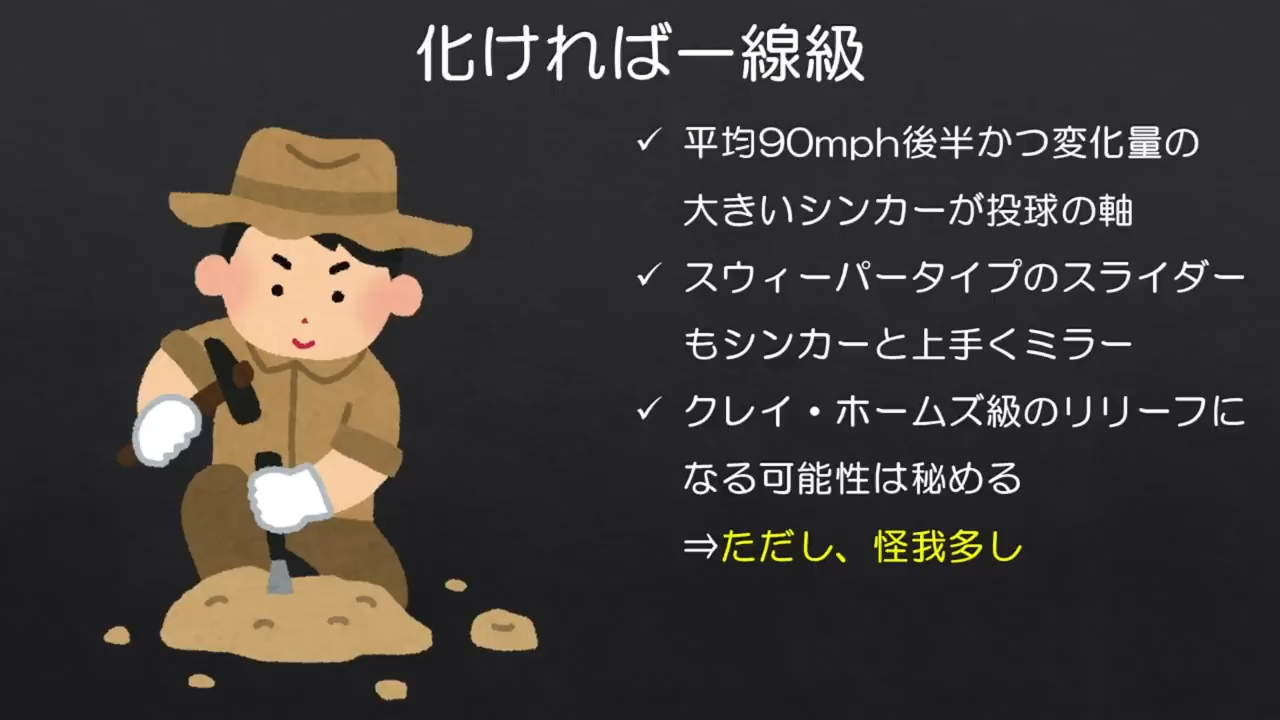 化ければ一線級
✓ 平均90mph後半かつ変化量の
大きいシンカーが投球の軸
✓ スウィーパータイプのスライダー
もシンカーと上手くミラー
✓ クレイ・ホームズ級のリリーフに
なる可能性は秘める
⇒ただし、怪我多し